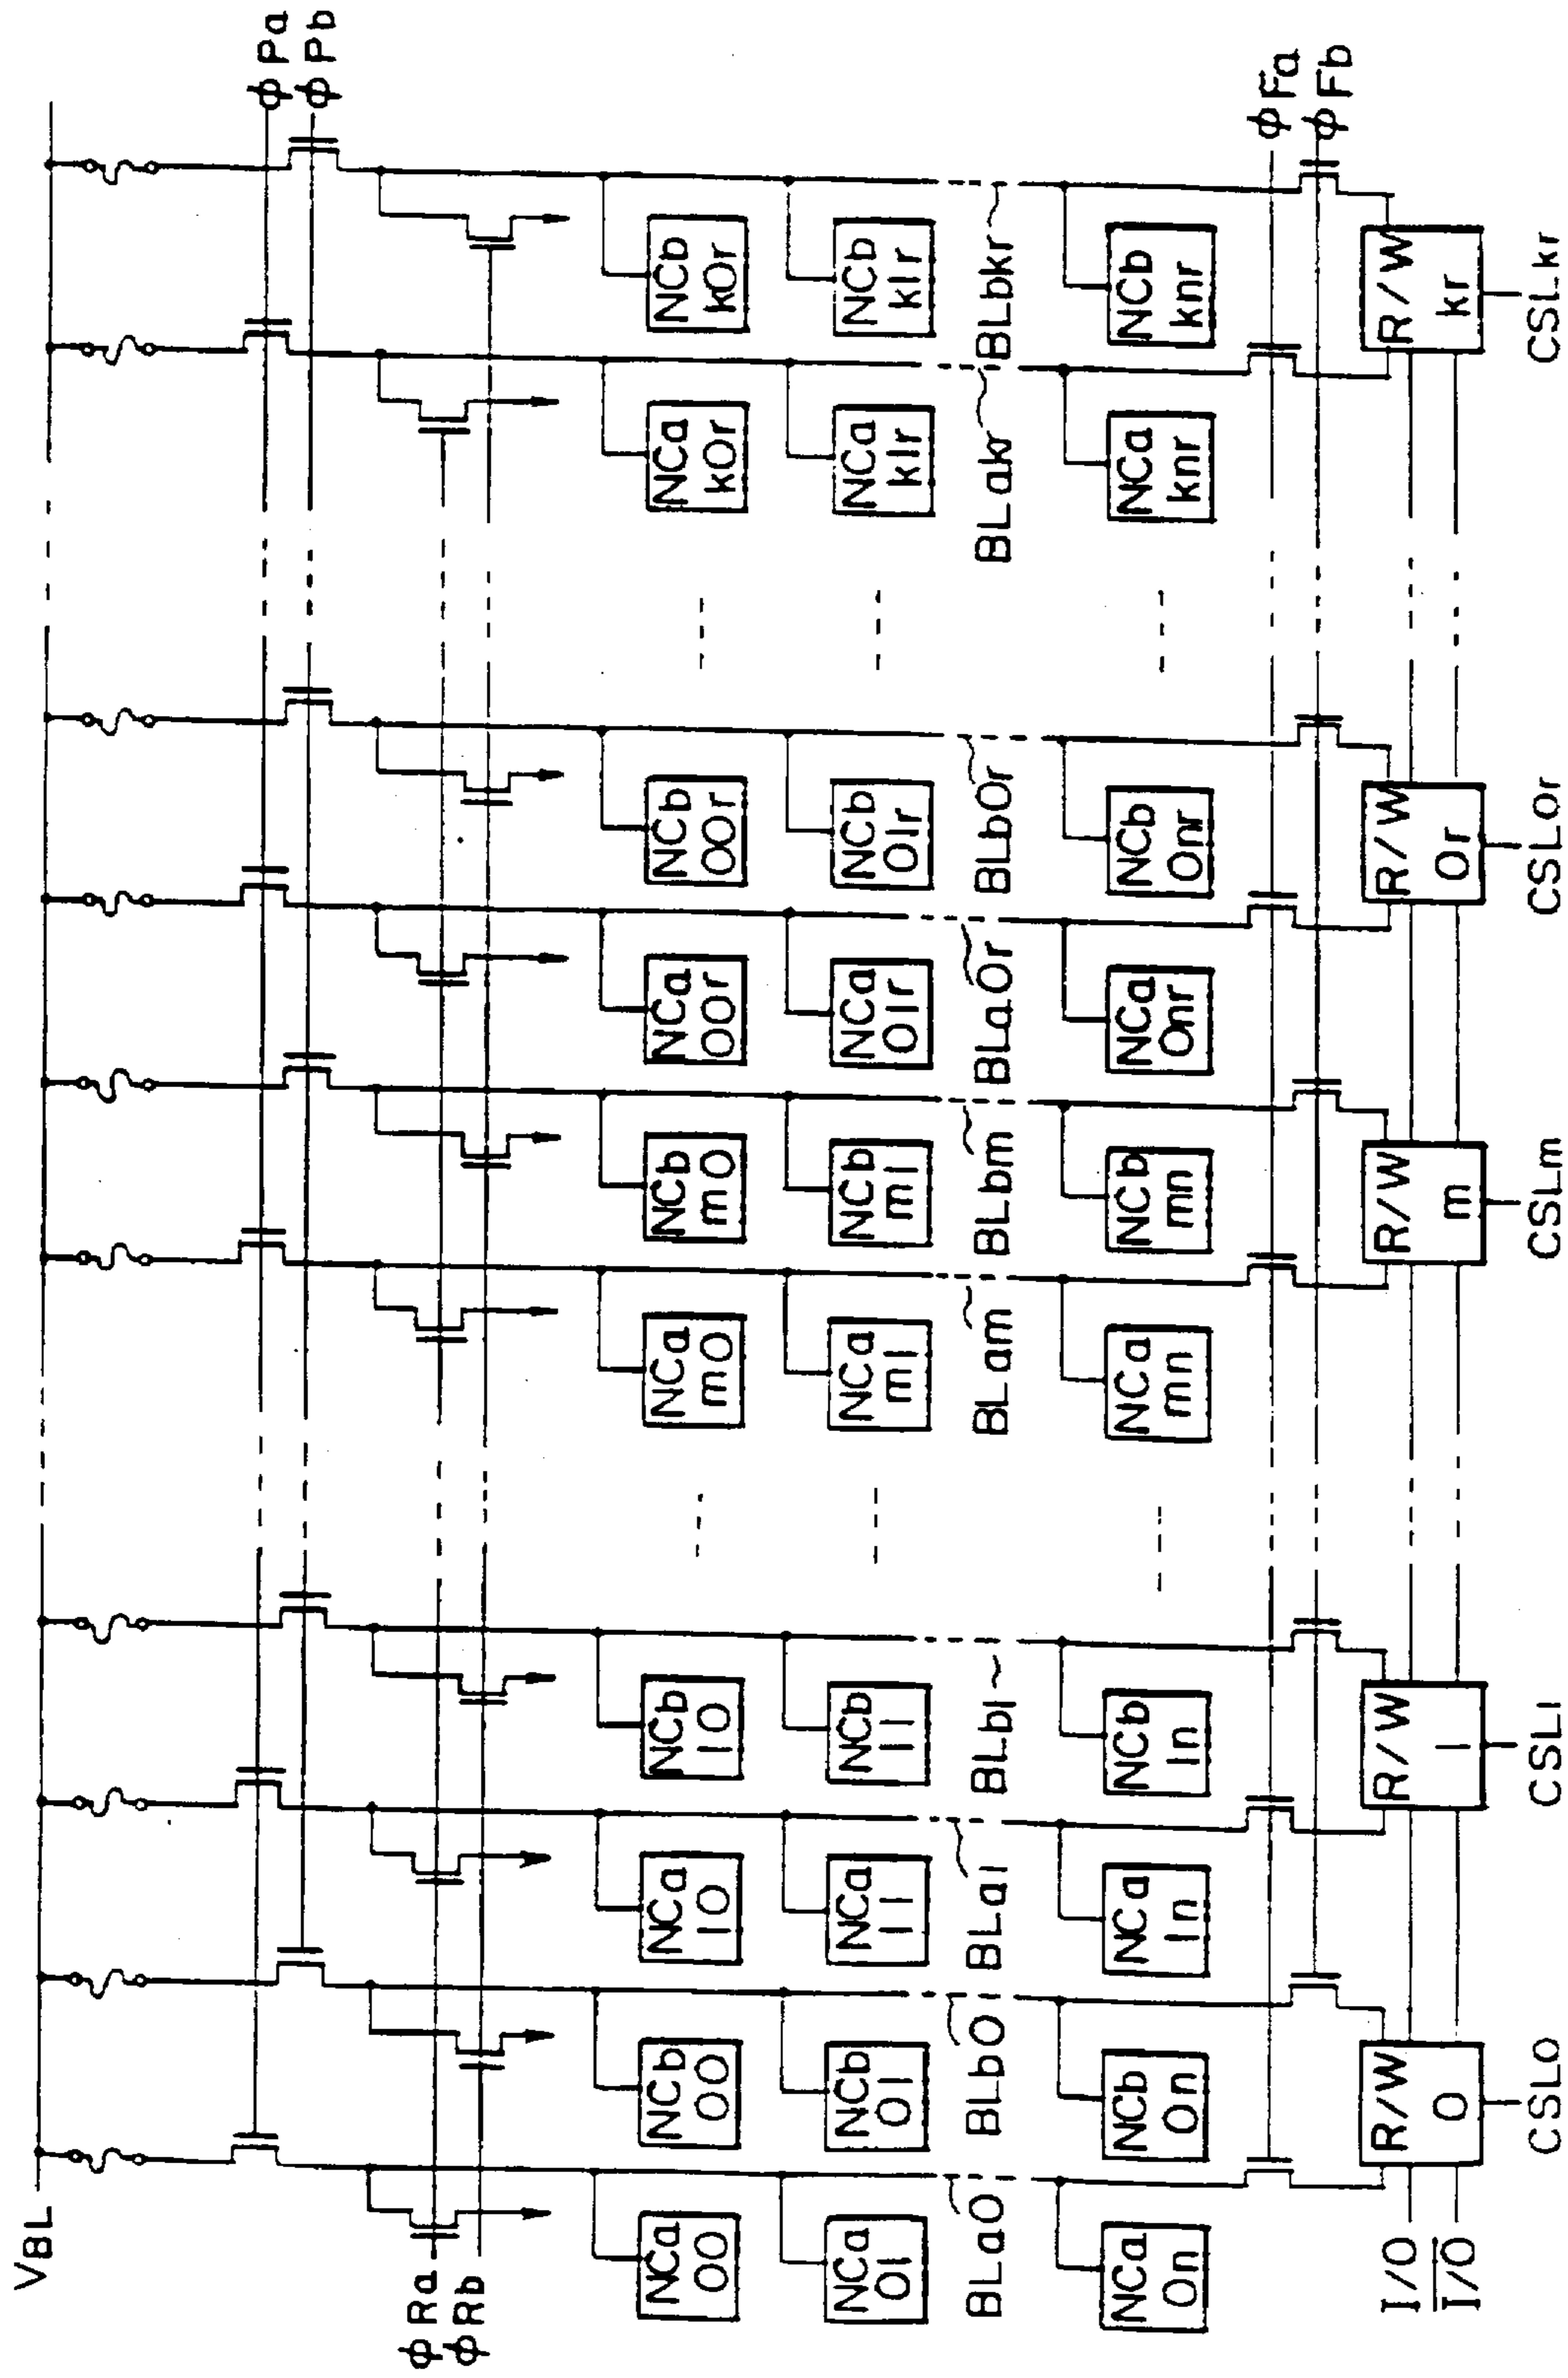 VBL
φPa
φPb
φRa
φRb
NCa 00
NCb 00
NCa 10
NCb 10
NCa m0
NCb m0
NCa 00r
NCb 00r
NCa k0r
NCb k0r
NCa 01
NCb 01
NCa 11
NCb 11
NCa m1
NCb m1
NCa 01r
NCb 01r
NCa k1r
NCb k1r
BLa0
BLb0
BLa1
BLb1
BLam
BLbm
BLa0r
BLb0r
BLakr
BLbkr
NCa 0n
NCb 0n
NCa 1n
NCb 1n
NCa mn
NCb mn
NCa 0nr
NCb 0nr
NCa knr
NCb knr
φFa
φFb
I/O
I/O
R/W 0
R/W 1
R/W m
R/W 0r
R/W kr
CSL0
CSL1
CSLm
CSL0r
CSLkr